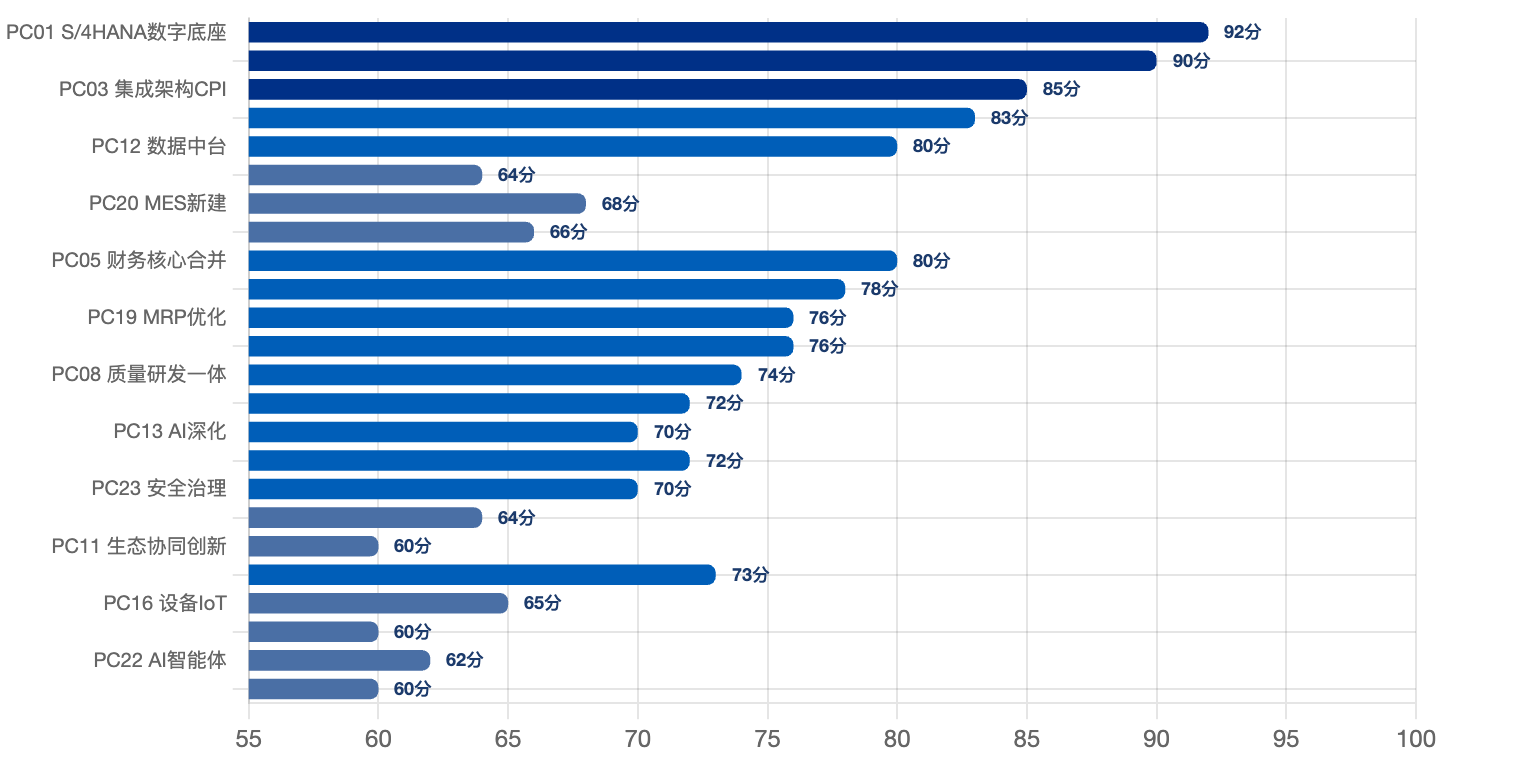 PC01 S/4HANA数字底座 92分
90分
PC03 集成架构CPI 85分
83分
PC12 数据中台 80分
64分
PC20 MES新建 68分
66分
PC05 财务核心合并 80分
78分
PC19 MRP优化 76分
76分
PC08 质量研发一体 74分
72分
PC13 AI深化 70分
72分
PC23 安全治理 70分
64分
PC11 生态协同创新 60分
73分
PC16 设备IoT 65分
60分
PC22 AI智能体 62分
60分
55 60 65 70 75 80 85 90 95 100